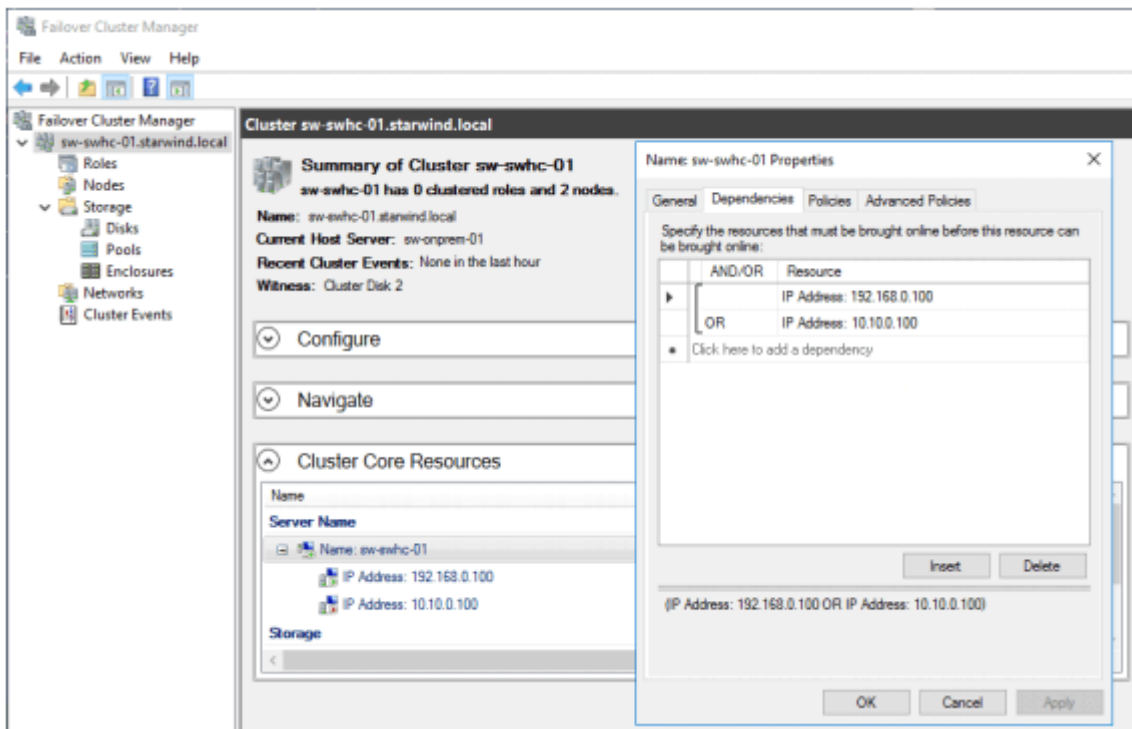 Failover Cluster Manager
File Action View Help
Failover Cluster Manager
sw-swhc-01.starwind.local
Roles
Nodes
Storage
Disks
Pools
Enclosures
Networks
Cluster Events
Cluster sw-swhc-01.starwind.local
Summary of Cluster sw-swhc-01
sw-swhc-01 has 0 clustered roles and 2 nodes.
Name: sw-swhc-01.starwind.local
Current Host Server: sw-onprem-01
Recent Cluster Events: None in the last hour
Witness: Cluster Disk 2
Configure
Navigate
Cluster Core Resources
Name
Server Name
Name: sw-swhc-01
IP Address: 192.168.0.100
IP Address: 10.10.0.100
Storage
Name: sw-swhc-01 Properties
General Dependencies Policies Advanced Policies
Specify the resources that must be brought online before this resource can
be brought online:
AND/OR Resource
IP Address: 192.168.0.100
OR IP Address: 10.10.0.100
Click here to add a dependency
Insert Delete
(IP Address: 192.168.0.100 OR IP Address: 10.10.0.100)
OK Cancel Apply